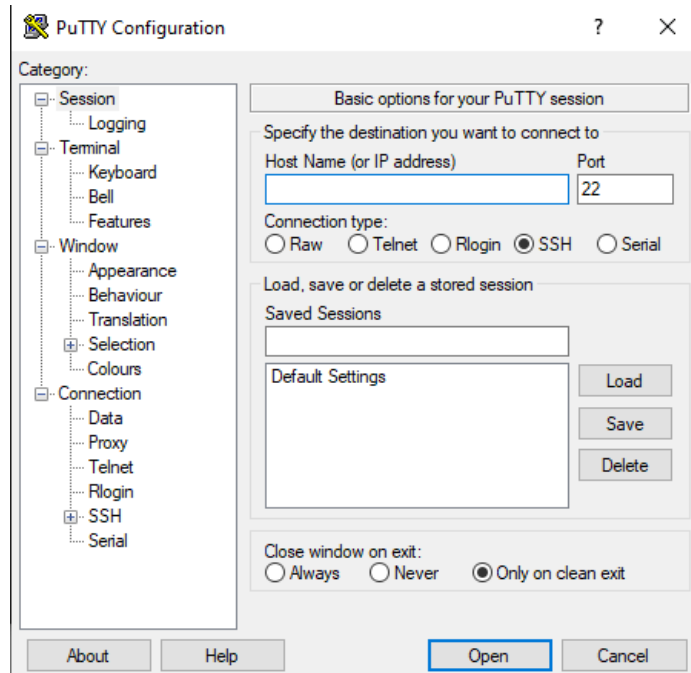 PuTTY Configuration
?
Category:
Session
Logging
Terminal
Keyboard
Bell
Features
Window
Appearance
Behaviour
Translation
Selection
Colours
Connection
Data
Proxy
Telnet
Rlogin
SSH
Serial
Basic options for your PuTTY session
Specify the destination you want to connect to
Host Name (or IP address) Port
22
Connection type:
Raw Telnet Rlogin SSH Serial
Load, save or delete a stored session
Saved Sessions
Default Settings
Load
Save
Delete
Close window on exit:
Always Never Only on clean exit
About Help Open Cancel